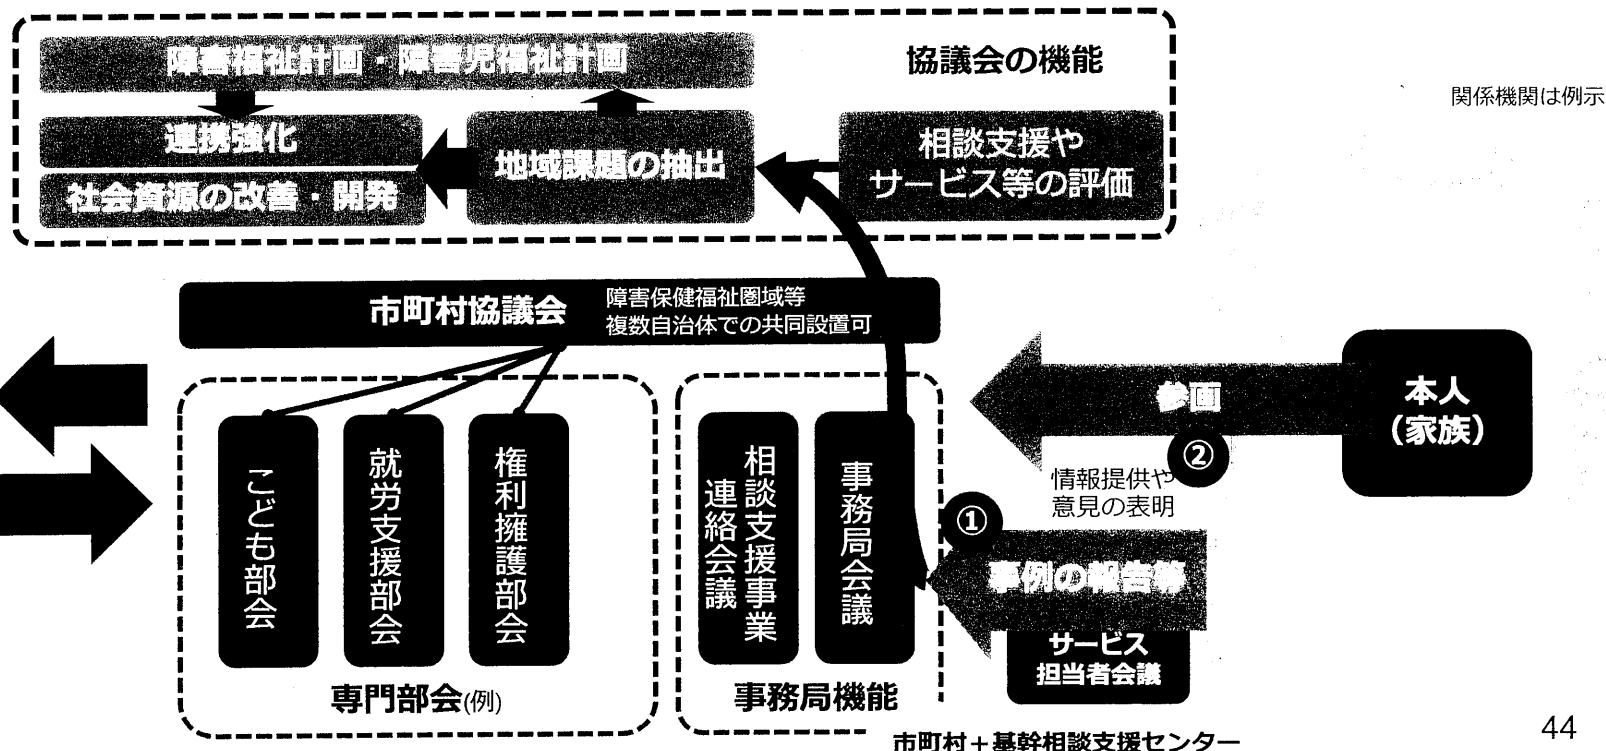 障害福祉計画・障害児福祉計画
協議会の機能
関係機関は例示
連携強化
社会資源の改善・開発
地域課題の抽出
相談支援や
サービス等の評価
市町村協議会
障害保健福祉圏域等
複数自治体での共同設置可
こども部会
就労支援部会
権利擁護部会
専門部会(例)
相談支援事業
連絡会議
事務局会議
事務局機能
参画
②
本人
(家族)
情報提供や
意見の表明
①
事例の報告等
サービス
担当者会議
市町村+基幹相談支援センター
44